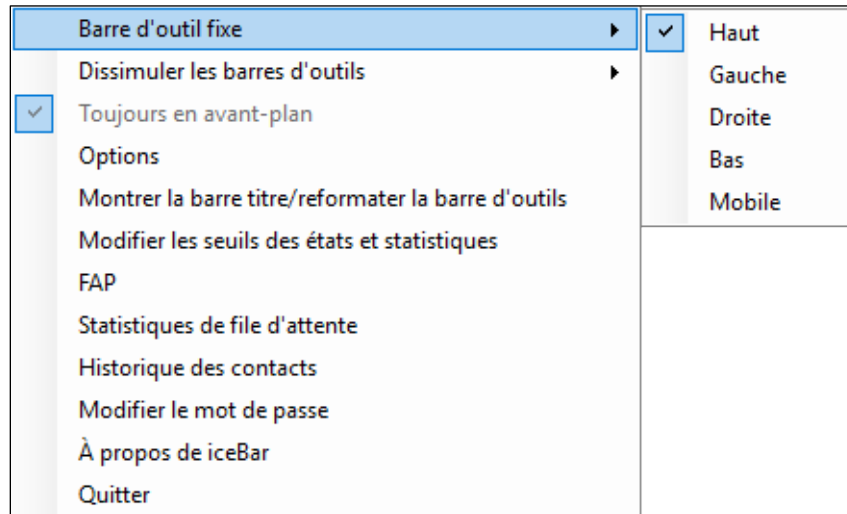 Barre d'outil fixe
Dissimuler les barres d'outils
Toujours en avant-plan
Options
Montrer la barre titre/reformater la barre d'outils
Modifier les seuils des états et statistiques
FAP
Statistiques de file d'attente
Historique des contacts
Modifier le mot de passe
À propos de iceBar
Quitter
Haut
Gauche
Droite
Bas
Mobile